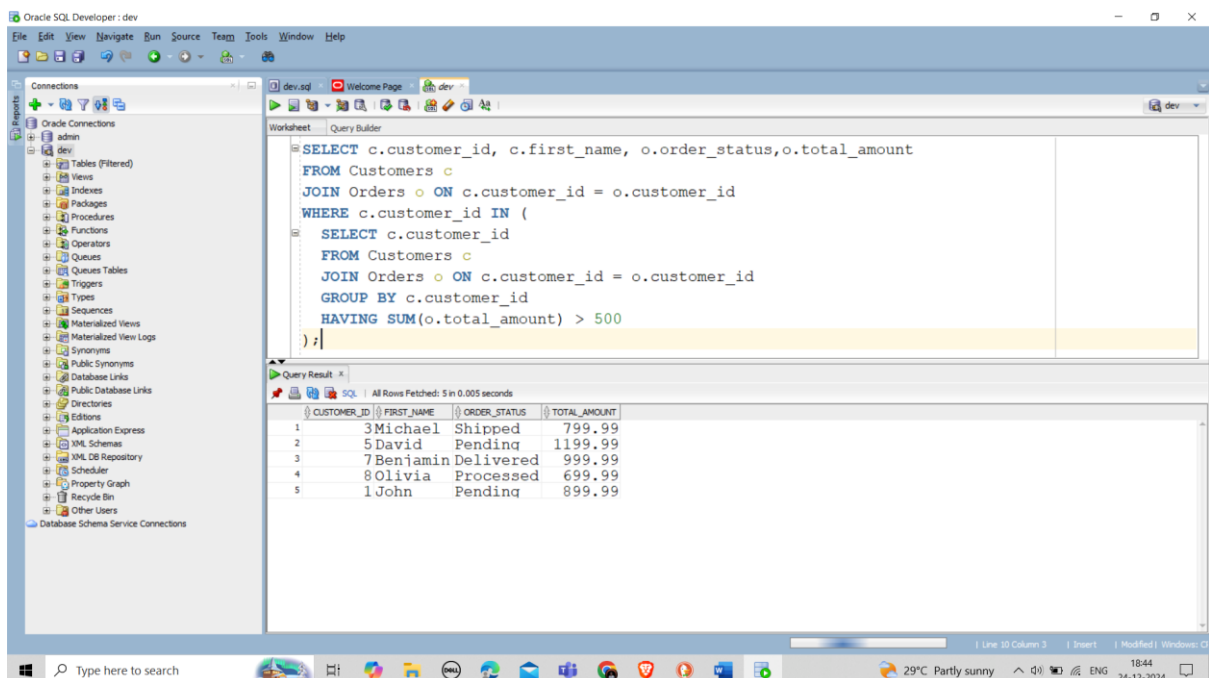 Oracle SQL Developer : dev
File Edit View Navigate Run Source Team Tools Window Help
Connections
dev.sql
Welcome Page
dev
Reports
dev
Oracle Connections
admin
dev
Tables (Filtered)
Views
Indexes
Packages
Procedures
Functions
Operators
Queues
Queues Tables
Triggers
Types
Sequences
Materialized Views
Materialized View Logs
Synonyms
Public Synonyms
Database Links
Public Database Links
Directories
Editions
Application Express
XML Schemas
XML DB Repository
Scheduler
Property Graph
Recycle Bin
Other Users
Database Schema Service Connections
Worksheet Query Builder
SELECT c.customer_id, c.first_name, o.order_status,o.total_amount
FROM Customers c
JOIN Orders o ON c.customer_id = o.customer_id
WHERE c.customer_id IN (
SELECT c.customer_id
FROM Customers c
JOIN Orders o ON c.customer_id = o.customer_id
GROUP BY c.customer_id
HAVING SUM(o.total_amount) > 500
);
Query Result
SQL | All Rows Fetched: 5 in 0.005 seconds
CUSTOMER_ID FIRST_NAME ORDER_STATUS TOTAL_AMOUNT
1 3 Michael Shipped 799.99
2 5 David Pending 1199.99
3 7 Benjamin Delivered 999.99
4 8 Olivia Processed 699.99
5 1 John Pending 899.99
| Line 10 Column 3 | Insert | Modified | Windows:
Type here to search
DELL
29°C Partly sunny
ENG
18:44
24-12-2024